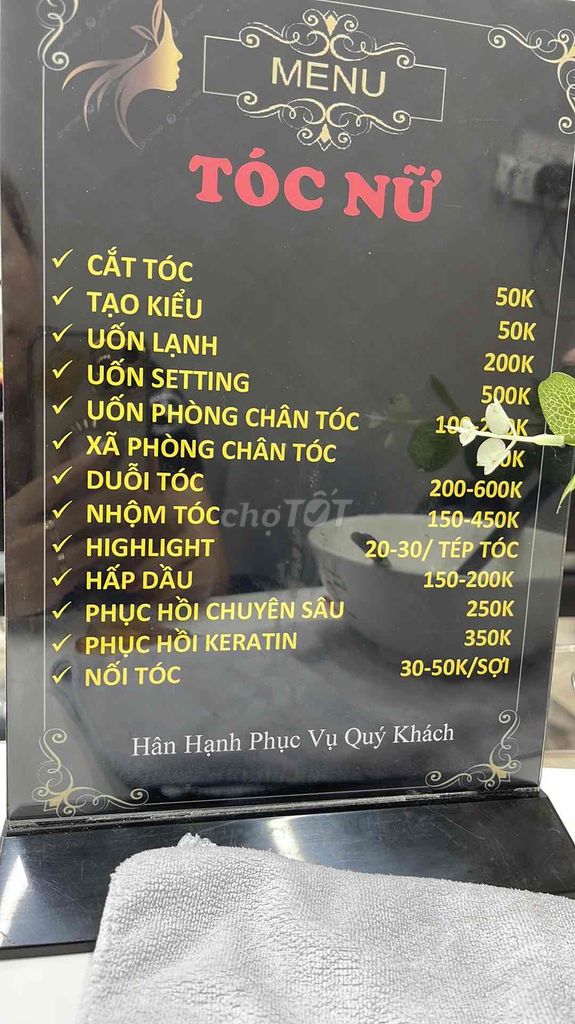 MENU
TÓC NỮ
CẮT TÓC 50K
TẠO KIỂU 50K
UỐN LẠNH 200K
UỐN SETTING 500K
UỐN PHÒNG CHÂN TÓC
XÃ PHÒNG CHÂN TÓC
DUỖI TÓC 200-600K
NHỘM TÓC 150-450K
chợTỐT
HIGHLIGHT 20-30/ TÉP TÓC
HẤP DẦU 150-200K
PHỤC HỒI CHUYÊN SÂU 250K
PHỤC HỒI KERATIN 350K
NỐI TÓC 30-50K/SỢI
Hân Hạnh Phục Vụ Quý Khách